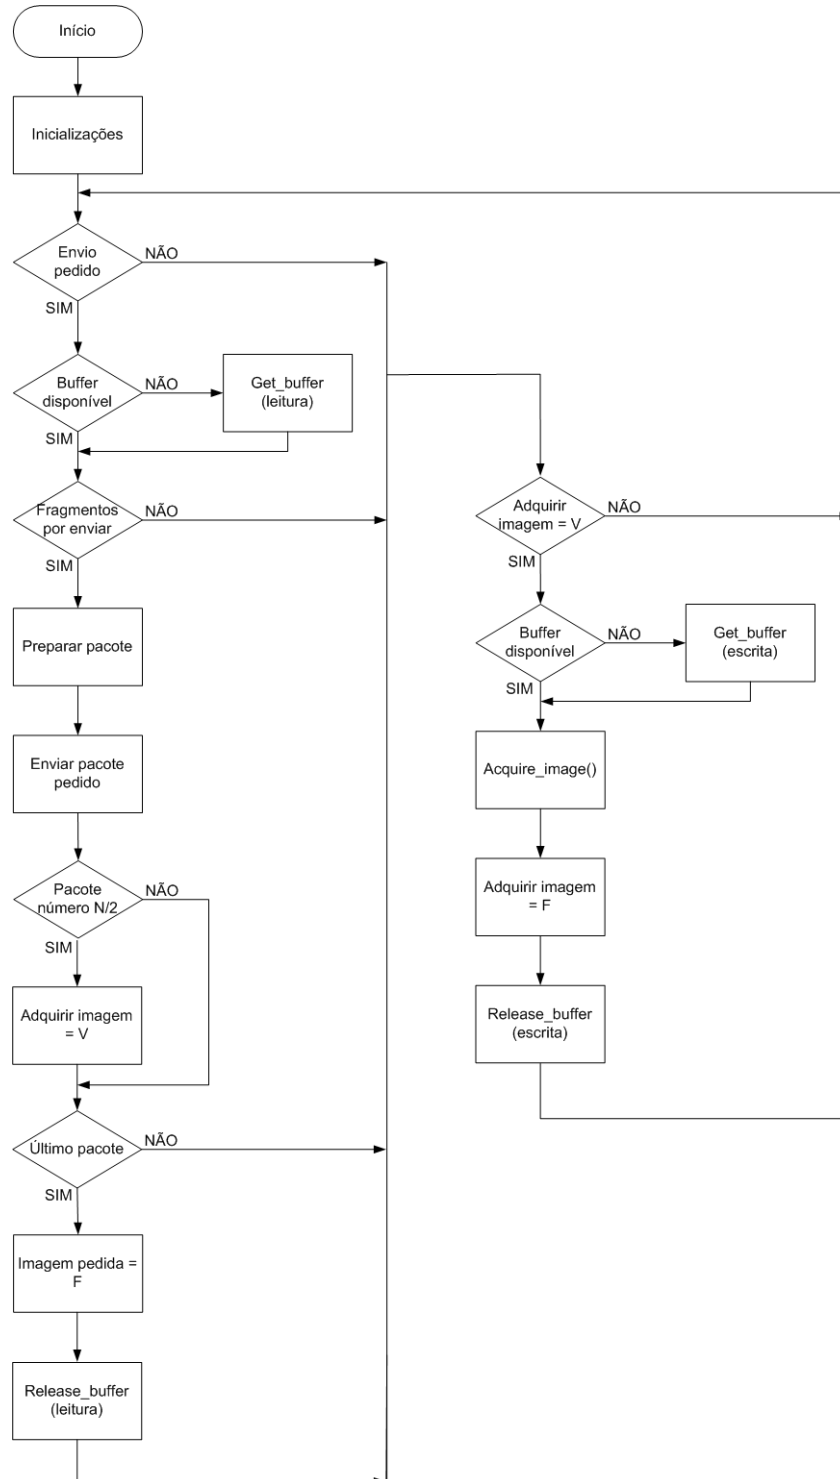 Início
Inicializações
Envio
pedido
NÃO
SIM
Buffer
disponível
NÃO
Get_buffer
(leitura)
SIM
Fragmentos
por enviar
NÃO
SIM
Preparar pacote
Enviar pacote
pedido
Pacote
número N/2
NÃO
SIM
Adquirir imagem
= V
Último pacote
NÃO
SIM
Imagem pedida =
F
Release_buffer
(leitura)
Adquirir
imagem = V
NÃO
SIM
Buffer
disponível
NÃO
Get_buffer
(escrita)
SIM
Acquire_image()
Adquirir imagem
= F
Release_buffer
(escrita)